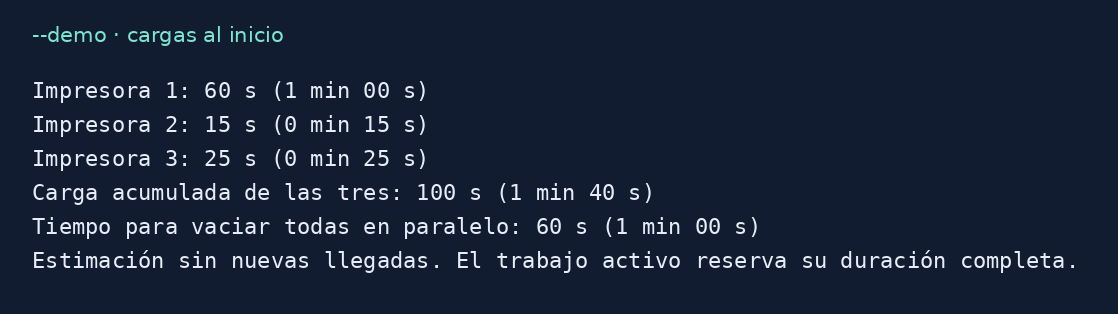 --demo · cargas al inicio
Impresora 1: 60 s (1 min 00 s)
Impresora 2: 15 s (0 min 15 s)
Impresora 3: 25 s (0 min 25 s)
Carga acumulada de las tres: 100 s (1 min 40 s)
Tiempo para vaciar todas en paralelo: 60 s (1 min 00 s)
Estimación sin nuevas llegadas. El trabajo activo reserva su duración completa.